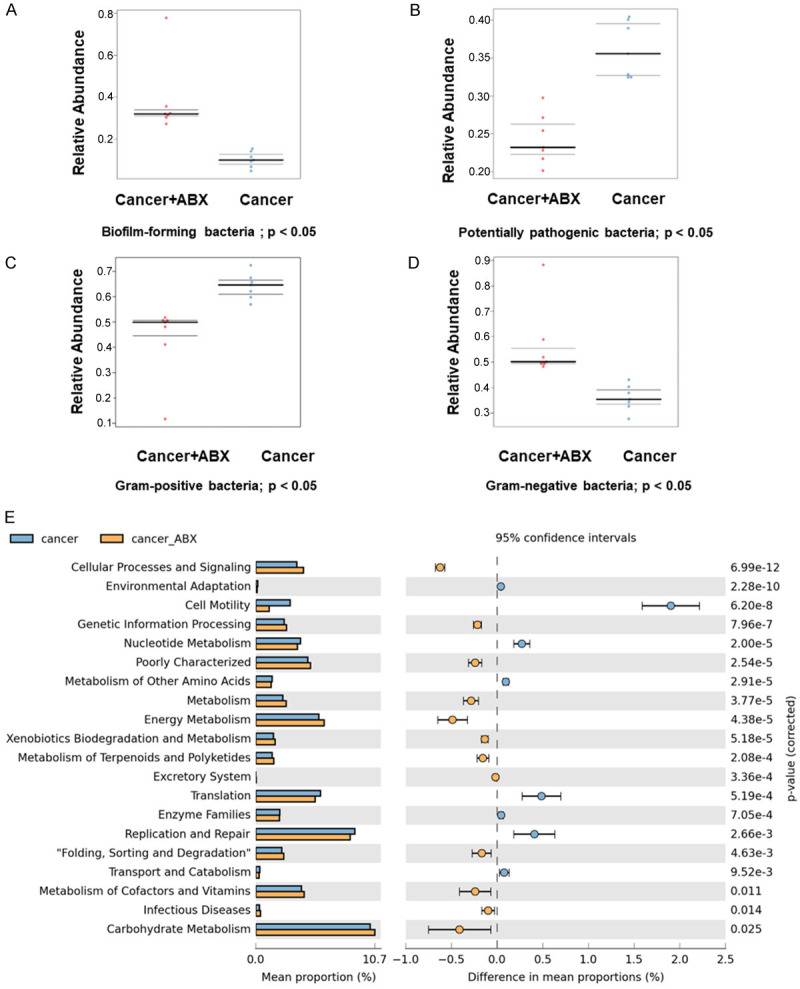 A
Relative Abundance
0.8
0.6
0.4
0.2
Cancer+ABX Cancer
Biofilm-forming bacteria ; p < 0.05
B
Relative Abundance
0.40
0.35
0.30
0.25
0.20
Cancer+ABX Cancer
Potentially pathogenic bacteria; p < 0.05
C
Relative Abundance
0.7
0.6
0.5
0.4
0.3
0.2
0.1
Cancer+ABX Cancer
Gram-positive bacteria; p < 0.05
D
Relative Abundance
0.9
0.8
0.7
0.6
0.5
0.4
0.3
Cancer+ABX Cancer
Gram-negative bacteria; p < 0.05
E
cancer cancer_ABX
95% confidence intervals
Cellular Processes and Signaling 6.99e-12
Environmental Adaptation 2.28e-10
Cell Motility 6.20e-8
Genetic Information Processing 7.96e-7
Nucleotide Metabolism 2.00e-5
Poorly Characterized 2.54e-5
Metabolism of Other Amino Acids 2.91e-5
Metabolism 3.77e-5
Energy Metabolism 4.38e-5
Xenobiotics Biodegradation and Metabolism 5.18e-5
Metabolism of Terpenoids and Polyketides 2.08e-4
Excretory System 3.36e-4
Translation 5.19e-4
Enzyme Families 7.05e-4
Replication and Repair 2.66e-3
"Folding, Sorting and Degradation" 4.63e-3
Transport and Catabolism 9.52e-3
Metabolism of Cofactors and Vitamins 0.011
Infectious Diseases 0.014
Carbohydrate Metabolism 0.025
p-value (corrected)
0.0 10.7 −1.0 −0.5 0.0 0.5 1.0 1.5 2.0 2.5
Mean proportion (%) Difference in mean proportions (%)